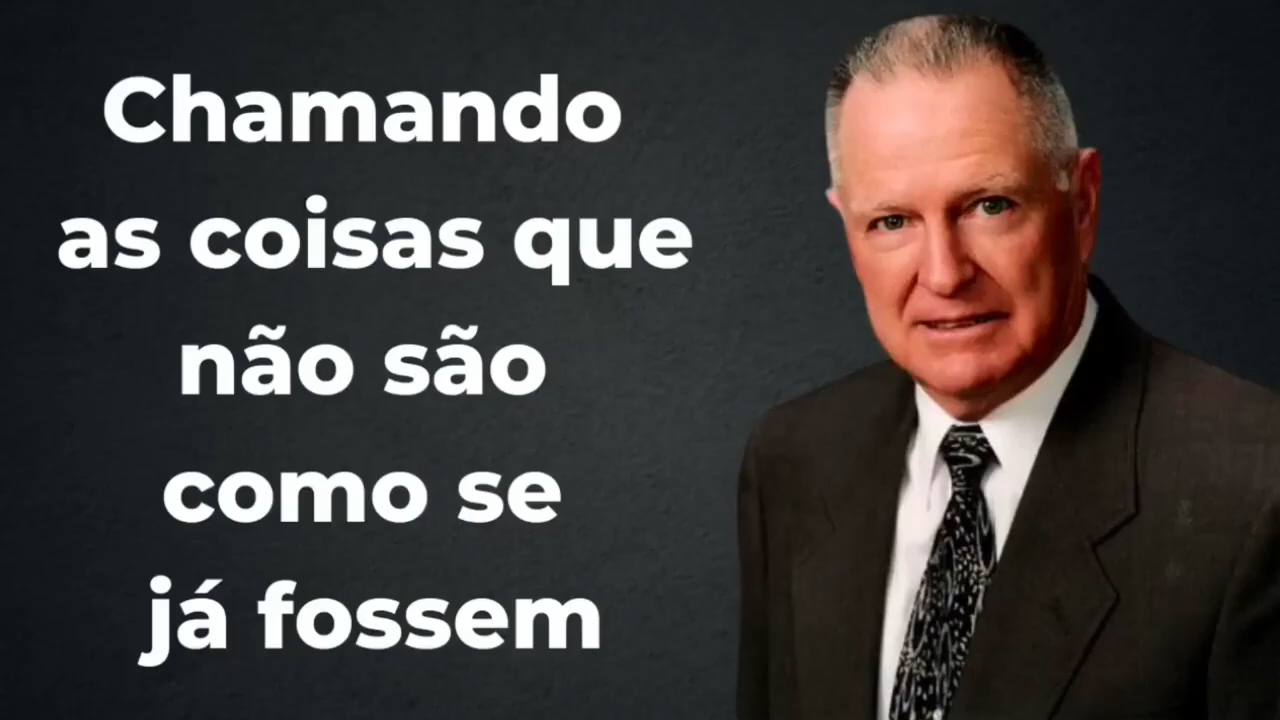 Chamando
as coisas que
não são
como se
já fossem